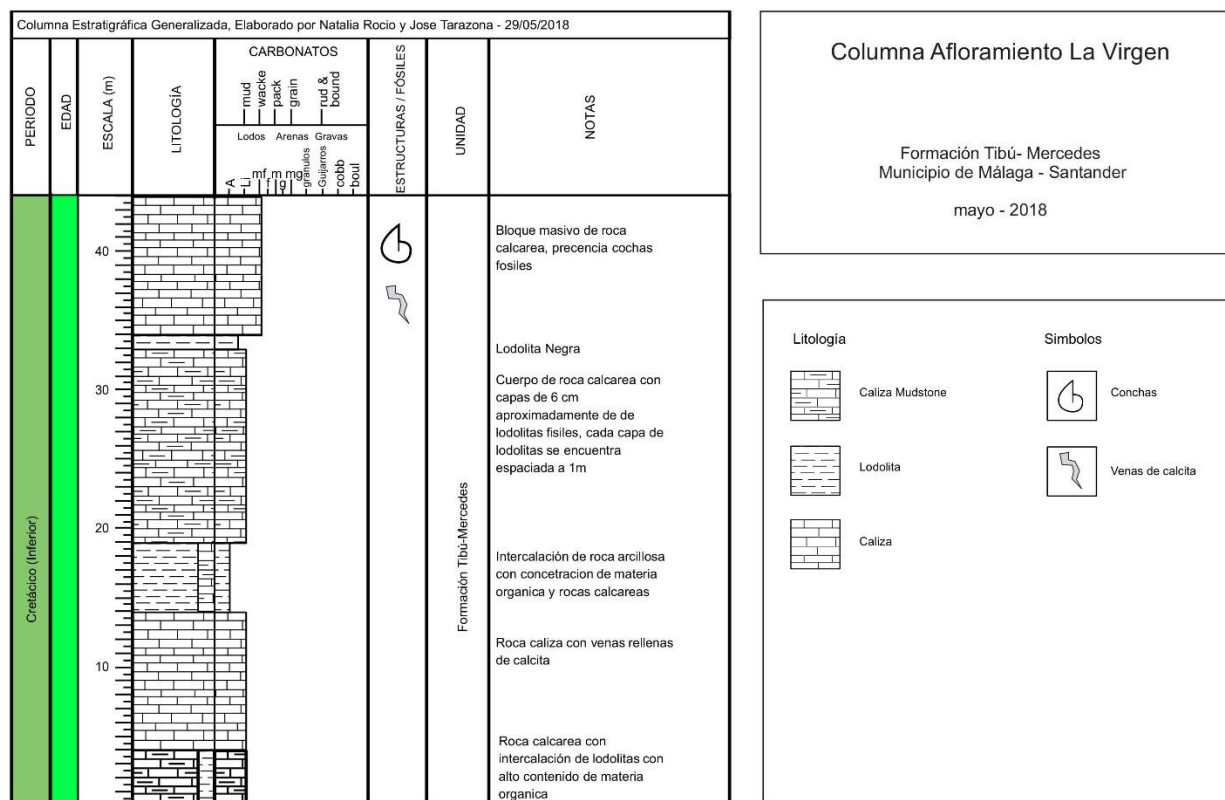 Columna Estratigráfica Generalizada, Elaborado por Natalia Rocio y Jose Tarazona - 29/05/2018
PERIODO
EDAD
ESCALA (m)
LITOLOGÍA
CARBONATOS
mud
wacke
pack
grain
rud &
bound
Lodos
Arenas
Gravas
A
Li
mf
f
m
g
mg
granulos
Guijarros
cobb
boul
ESTRUCTURAS / FÓSILES
UNIDAD
NOTAS
Cretácico (Inferior)
40
30
20
10
Formación Tibú-Mercedes
Bloque masivo de roca
calcarea, precencia cochas
fosiles
Lodolita Negra
Cuerpo de roca calcarea con
capas de 6 cm
aproximadamente de de
lodolitas fisiles, cada capa de
lodolitas se encuentra
espaciada a 1m
Intercalación de roca arcillosa
con concetracion de materia
organica y rocas calcareas
Roca caliza con venas rellenas
de calcita
Roca calcarea con
intercalación de lodolitas con
alto contenido de materia
organica
Columna Afloramiento La Virgen
Formación Tibú- Mercedes
Municipio de Málaga - Santander
mayo - 2018
Litología
Caliza Mudstone
Lodolita
Caliza
Simbolos
Conchas
Venas de calcita